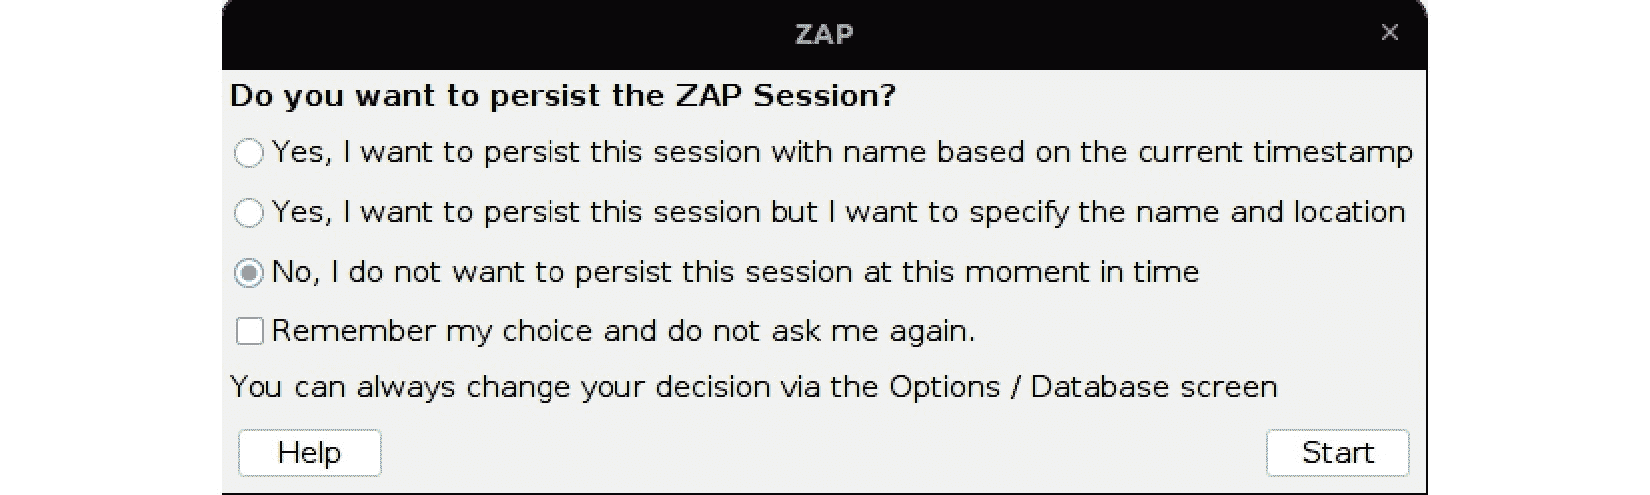 ZAP
Do you want to persist the ZAP Session?
Yes, I want to persist this session with name based on the current timestamp
Yes, I want to persist this session but I want to specify the name and location
No, I do not want to persist this session at this moment in time
Remember my choice and do not ask me again.
You can always change your decision via the Options / Database screen
Help Start